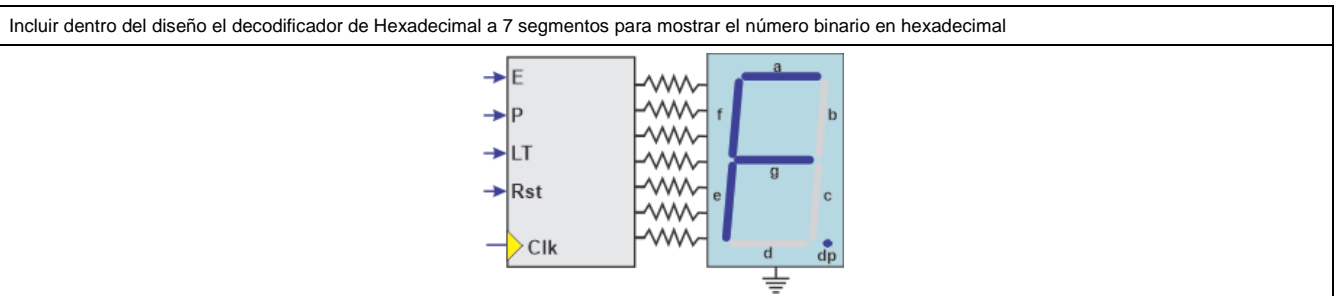 Incluir dentro del diseño el decodificador de Hexadecimal a 7 segmentos para mostrar el número binario en hexadecimal
E
P
LT
Rst
Clk
a
f
b
g
e
c
d
dp